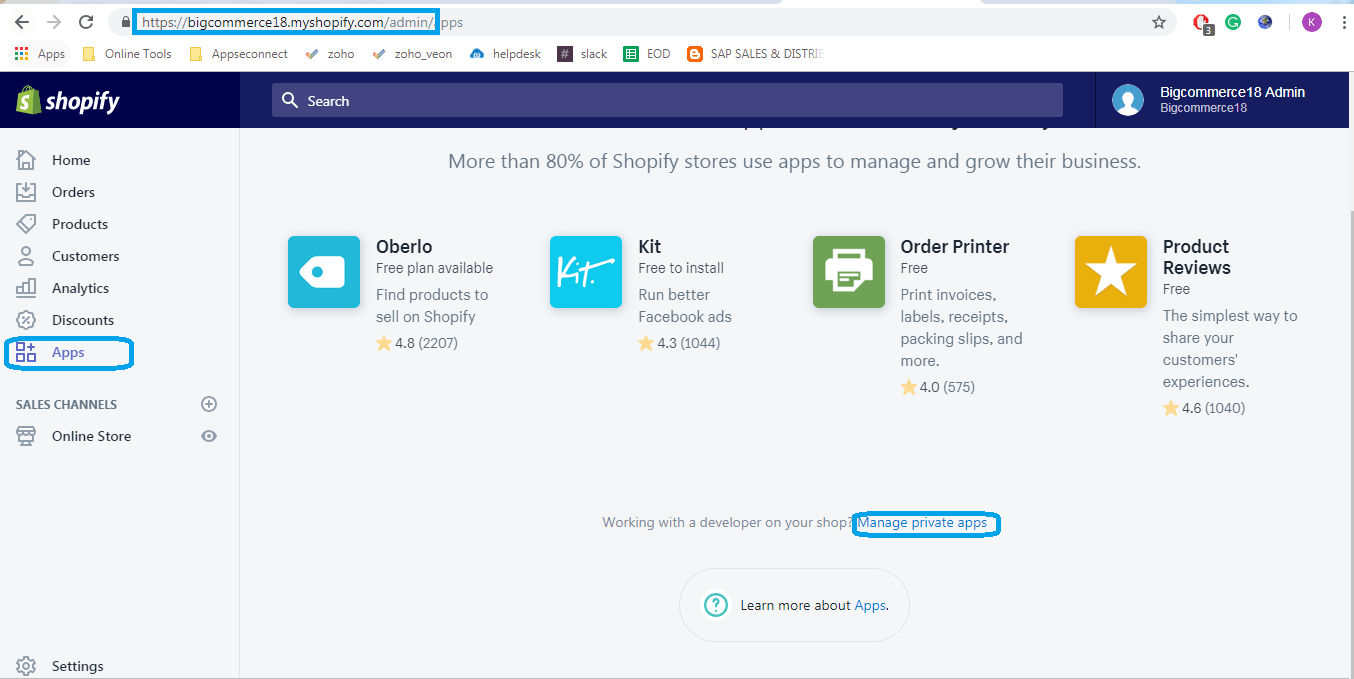 https://bigcommerce18.myshopify.com/admin/apps
3
K
Apps
Online Tools
Appseconnect
zoho
zoho_veon
helpdesk
# slack
EOD
SAP SALES & DISTRIB
shopify
Search
Bigcommerce18 Admin
Bigcommerce18
Home
Orders
Products
Customers
Analytics
Discounts
Apps
SALES CHANNELS
Online Store
Settings
More than 80% of Shopify stores use apps to manage and grow their business.
Oberlo
Free plan available
Find products to
sell on Shopify
4.8 (2207)
Kit.
Kit
Free to install
Run better
Facebook ads
4.3 (1044)
Order Printer
Free
Print invoices,
labels, receipts,
packing slips, and
more.
4.0 (575)
Product
Reviews
Free
The simplest way to
share your
customers'
experiences.
4.6 (1040)
Working with a developer on your shop? Manage private apps
? Learn more about Apps.